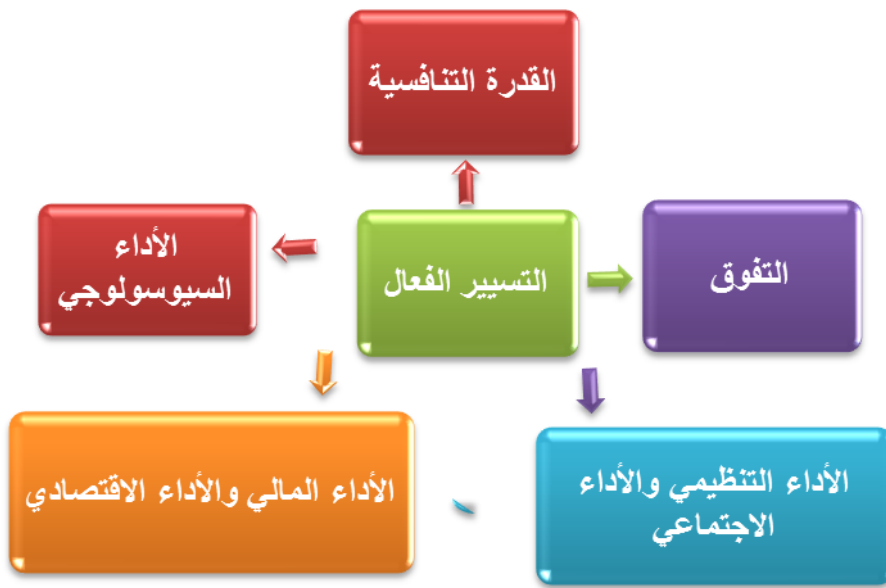 القدرة التنافسية
التفوق
التسيير الفعال
الأداء
السيوسولوجي
الأداء التنظيمي والأداء
الاجتماعي
الأداء المالي والأداء الاقتصادي